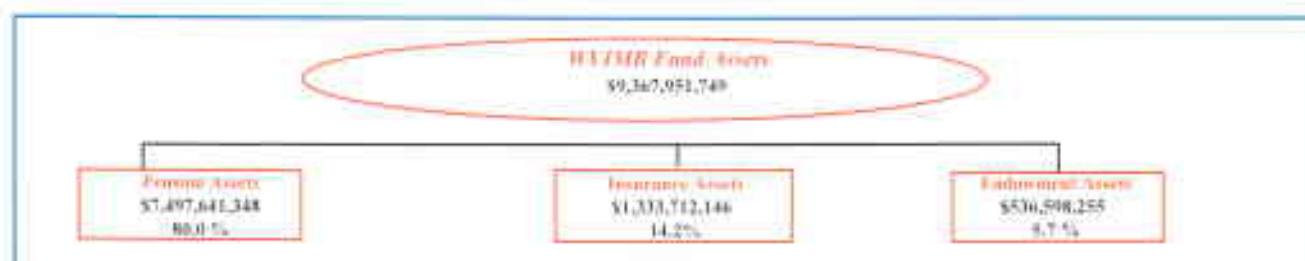 WVIMB Fund Assets
$9,367,951,749
Pension Assets
$7,497,641,348
80.0 %
Insurance Assets
$1,333,712,146
14.2%
Endowment Assets
$536,598,255
5.7 %